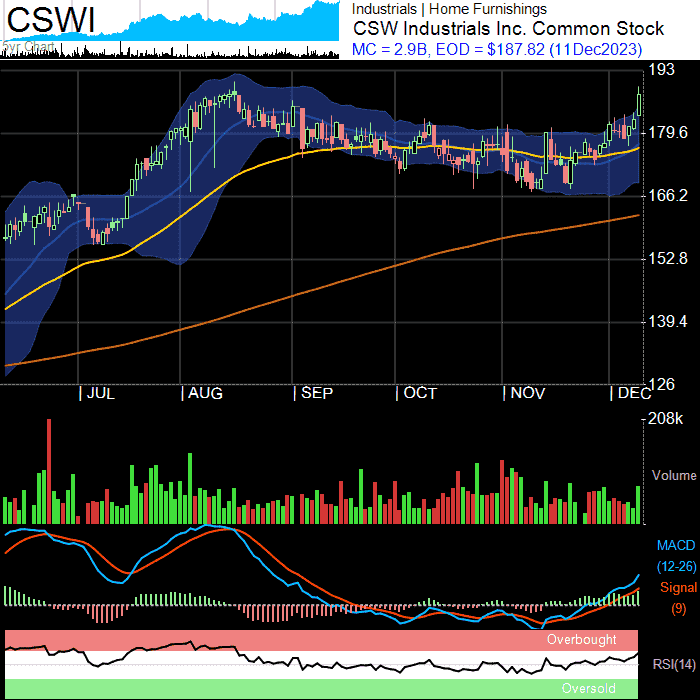 CSWI
5yr Chart
Industrials | Home Furnishings
CSW Industrials Inc. Common Stock
MC = 2.9B, EOD = $187.82 (11Dec2023)
193
179.6
166.2
152.8
139.4
126
JUL
AUG
SEP
OCT
NOV
DEC
208k
Volume
MACD
(12-26)
Signal
(9)
Overbought
RSI(14)
Oversold